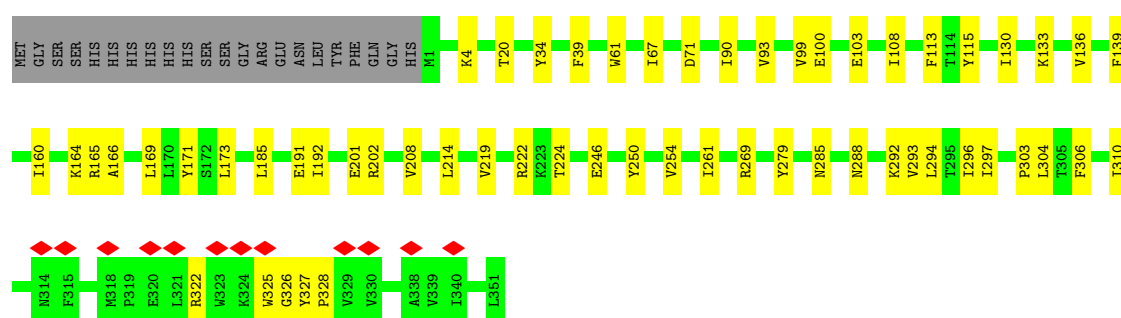 MET GLY SER SER HIS HIS HIS HIS HIS HIS SER SER GLY ARG GLU ASN LEU TYR PHE GLN GLY HIS M1 K4 T20 Y34 F39 W61 I67 D71 I90 V93 V99 E100 E103 I108 F113 T114 Y115 I130 K133 V136 F139
I160 K164 R165 A166 L169 L170 Y171 S172 L173 L185 E191 I192 E201 R202 V208 L214 V219 R222 K223 T224 E246 Y250 V254 I261 R269 Y279 N285 N288 K292 V293 L294 T295 I296 I297 P303 L304 T305 F306 I310
N314 F315 M318 P319 E320 L321 R322 W323 K324 W325 G326 Y327 P328 V329 V330 A338 V339 I340 L351